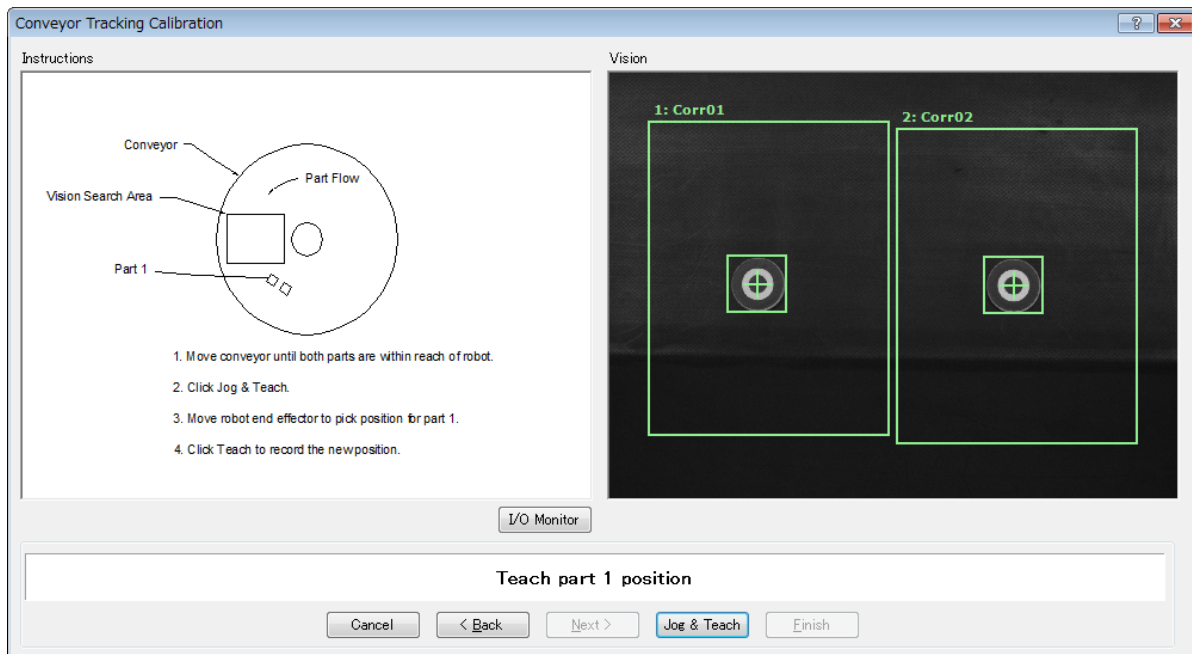 Conveyor Tracking Calibration
Instructions
Vision
Conveyor
Part Flow
Vision Search Area
Part 1
1. Move conveyor until both parts are within reach of robot.
2. Click Jog & Teach.
3. Move robot end effector to pick position for part 1.
4. Click Teach to record the new position.
1: Corr01
2: Corr02
I/O Monitor
Teach part 1 position
Cancel
< Back
Next >
Jog & Teach
Finish